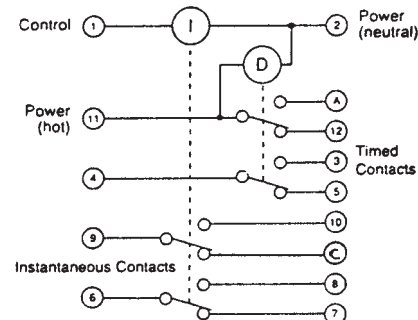 Control 1 I 2 Power
(neutral)
D
Power
(hot) 11 A
12
Timed
Contacts
3
4 5
10
9 C
Instantaneous Contacts 8
6 7